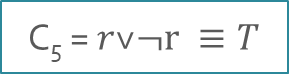 C₅ = r∨¬r ≡ T